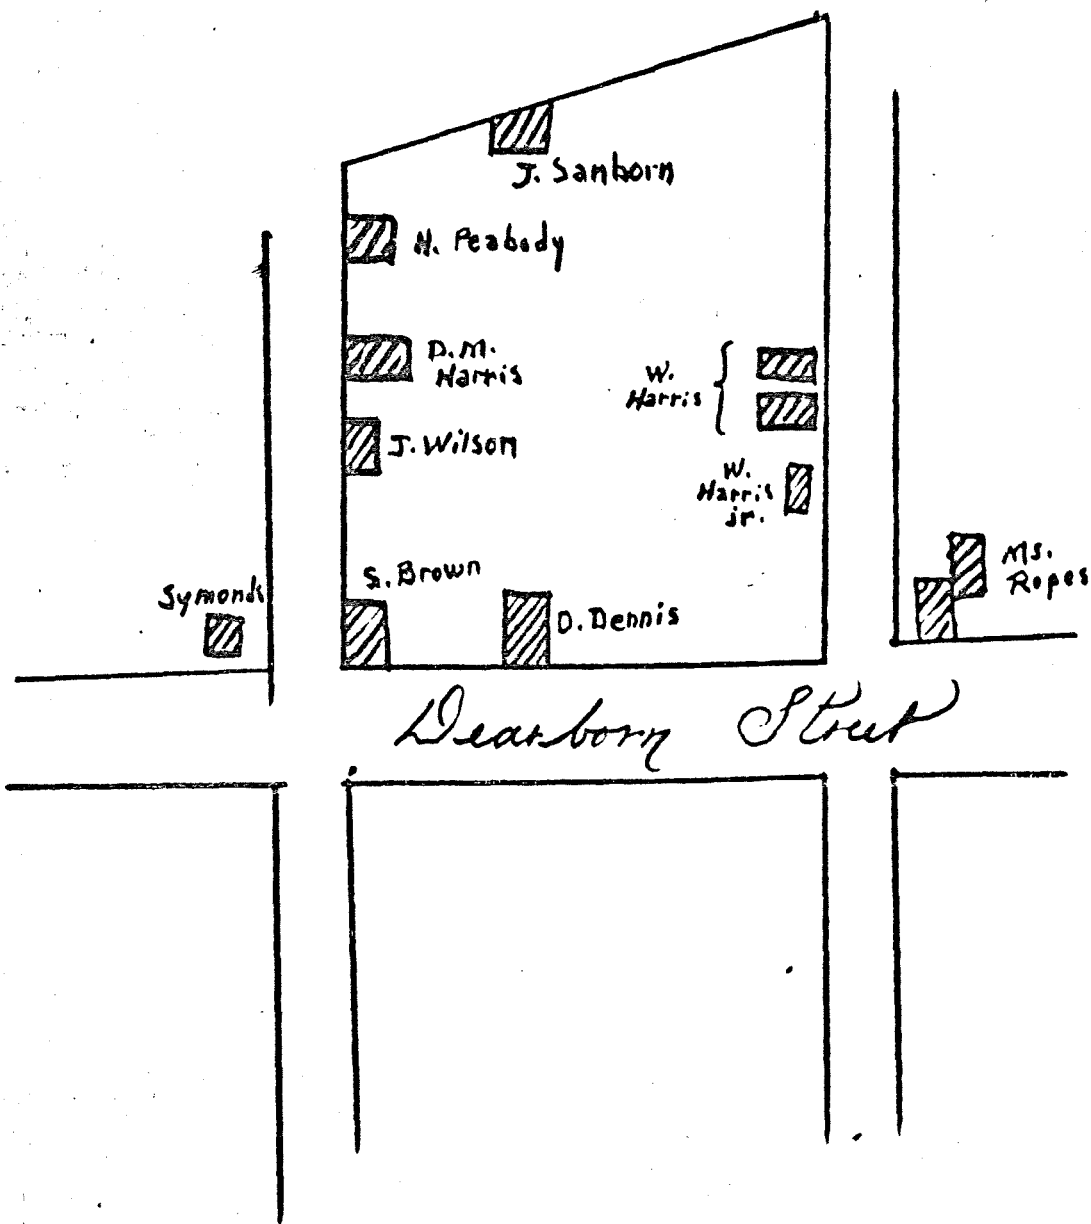 J. Sanborn
N. Peabody
D. M.
Harris
W.
Harris
J. Wilson
W.
Harris
jr.
Ms.
Ropes
S. Brown
Symonds
D. Dennis
Dearborn Street